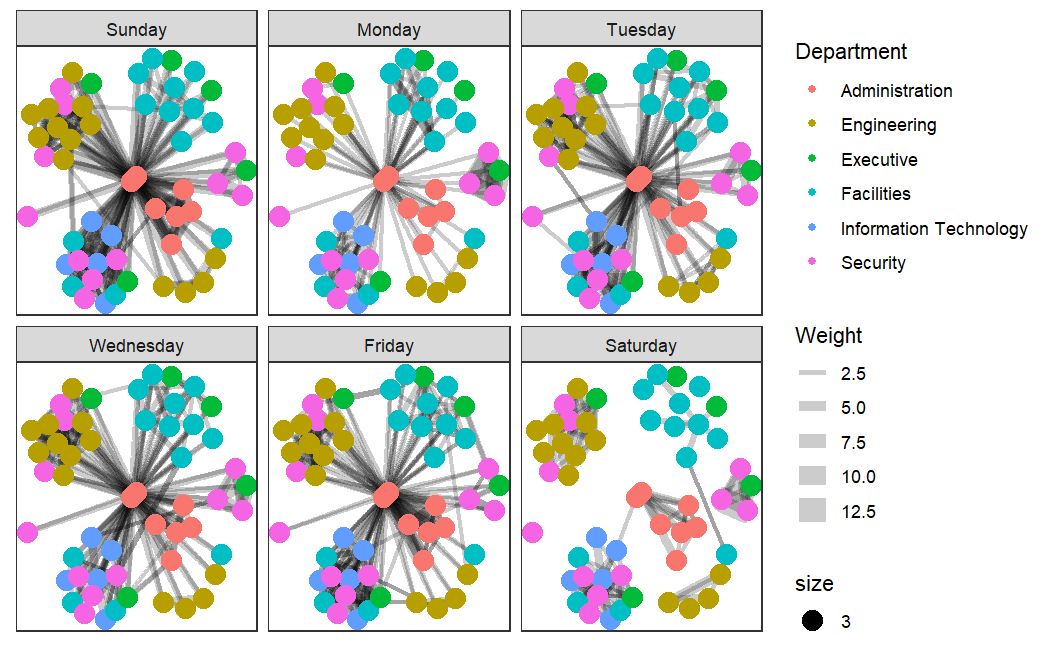 Sunday
Monday
Tuesday
Wednesday
Friday
Saturday
Department
Administration
Engineering
Executive
Facilities
Information Technology
Security
Weight
2.5
5.0
7.5
10.0
12.5
size
3